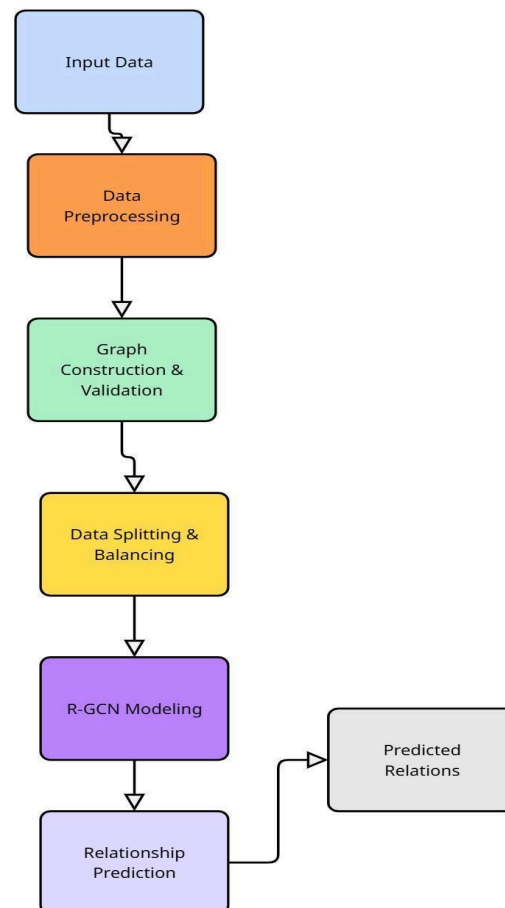 Input Data
Data
Preprocessing
Graph
Construction &
Validation
Data Splitting &
Balancing
R-GCN Modeling
Predicted
Relations
Relationship
Prediction